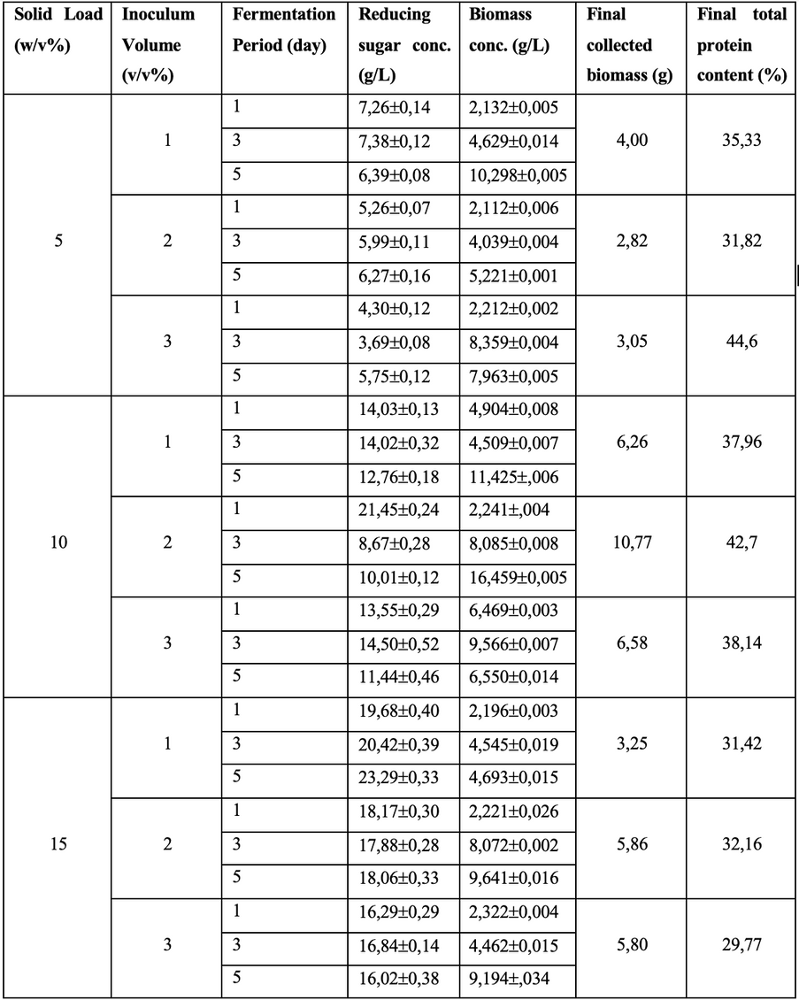 Solid Load (w/v%) Inoculum Volume (v/v%) Fermentation Period (day) Reducing sugar conc. (g/L) Biomass conc. (g/L) Final collected biomass (g) Final total protein content (%)
5 1 1 7,26±0,14 2,132±0,005 4,00 35,33
3 7,38±0,12 4,629±0,014
5 6,39±0,08 10,298±0,005
2 1 5,26±0,07 2,112±0,006 2,82 31,82
3 5,99±0,11 4,039±0,004
5 6,27±0,16 5,221±0,001
3 1 4,30±0,12 2,212±0,002 3,05 44,6
3 3,69±0,08 8,359±0,004
5 5,75±0,12 7,963±0,005
10 1 1 14,03±0,13 4,904±0,008 6,26 37,96
3 14,02±0,32 4,509±0,007
5 12,76±0,18 11,425±,006
2 1 21,45±0,24 2,241±,004 10,77 42,7
3 8,67±0,28 8,085±0,008
5 10,01±0,12 16,459±0,005
3 1 13,55±0,29 6,469±0,003 6,58 38,14
3 14,50±0,52 9,566±0,007
5 11,44±0,46 6,550±0,014
15 1 1 19,68±0,40 2,196±0,003 3,25 31,42
3 20,42±0,39 4,545±0,019
5 23,29±0,33 4,693±0,015
2 1 18,17±0,30 2,221±0,026 5,86 32,16
3 17,88±0,28 8,072±0,002
5 18,06±0,33 9,641±0,016
3 1 16,29±0,29 2,322±0,004 5,80 29,77
3 16,84±0,14 4,462±0,015
5 16,02±0,38 9,194±,034